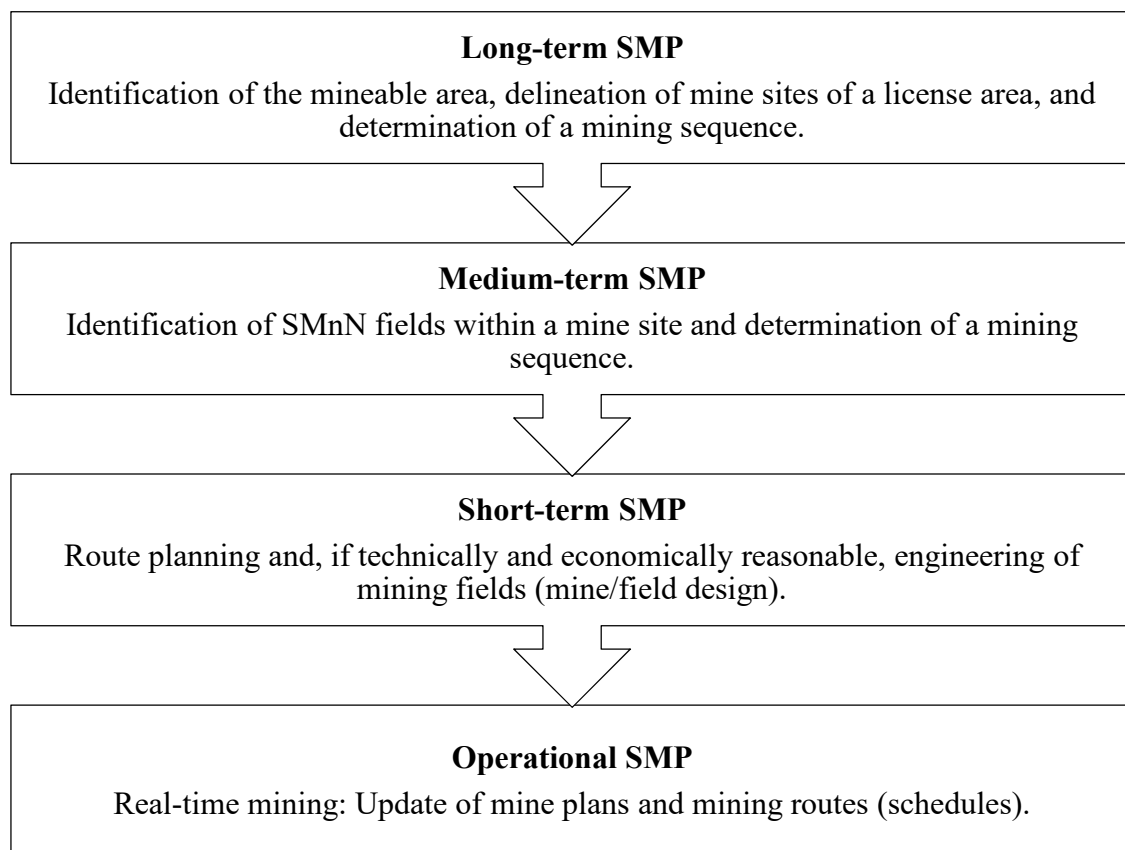 Long-term SMP
Identification of the mineable area, delineation of mine sites of a license area, and
determination of a mining sequence.
Medium-term SMP
Identification of SMnN fields within a mine site and determination of a mining
sequence.
Short-term SMP
Route planning and, if technically and economically reasonable, engineering of
mining fields (mine/field design).
Operational SMP
Real-time mining: Update of mine plans and mining routes (schedules).